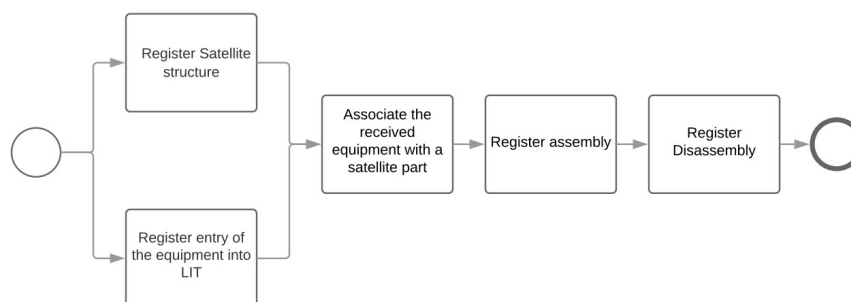 Register Satellite
structure
Register entry of
the equipment into
LIT
Associate the
received
equipment with a
satellite part
Register assembly
Register
Disassembly